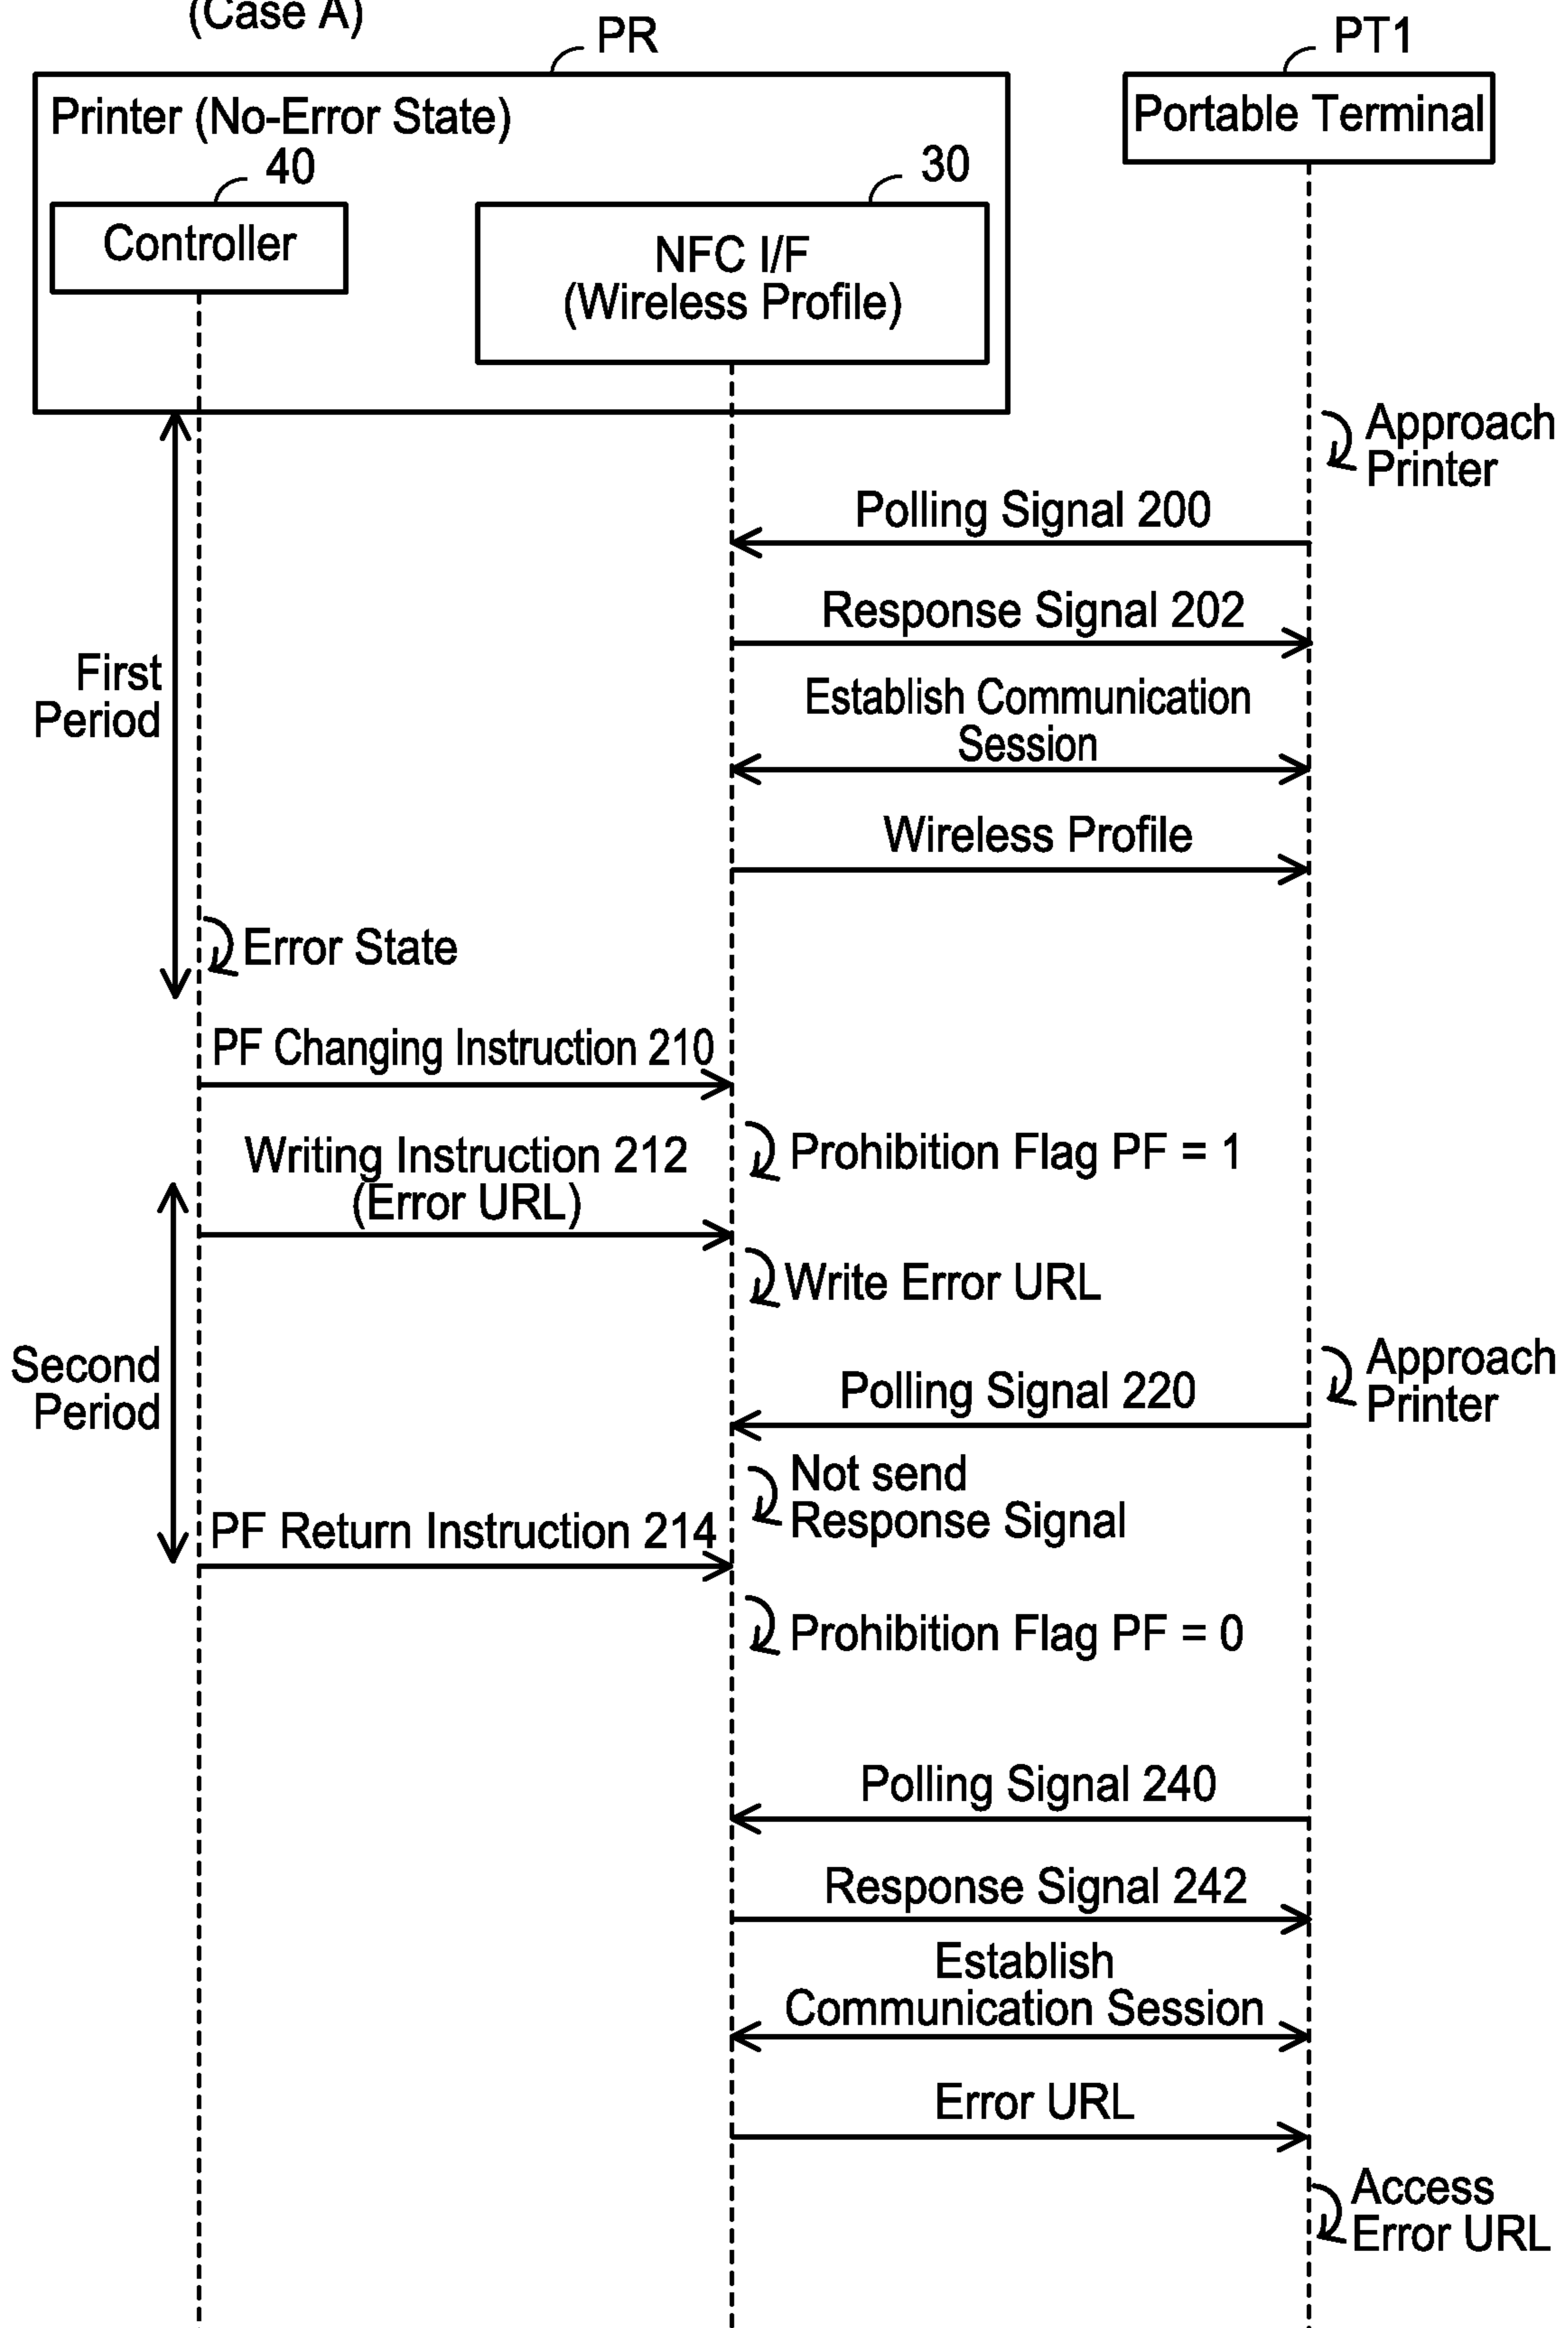 (Case A)
PR
PT1
Printer (No-Error State)
Portable Terminal
40
30
Controller
NFC I/F
(Wireless Profile)
Approach
Printer
Polling Signal 200
Response Signal 202
First
Period
Establish Communication
Session
Wireless Profile
Error State
PF Changing Instruction 210
Writing Instruction 212
(Error URL)
Prohibition Flag PF = 1
Write Error URL
Second
Period
Approach
Printer
Polling Signal 220
Not send
Response Signal
PF Return Instruction 214
Prohibition Flag PF = 0
Polling Signal 240
Response Signal 242
Establish
Communication Session
Error URL
Access
Error URL